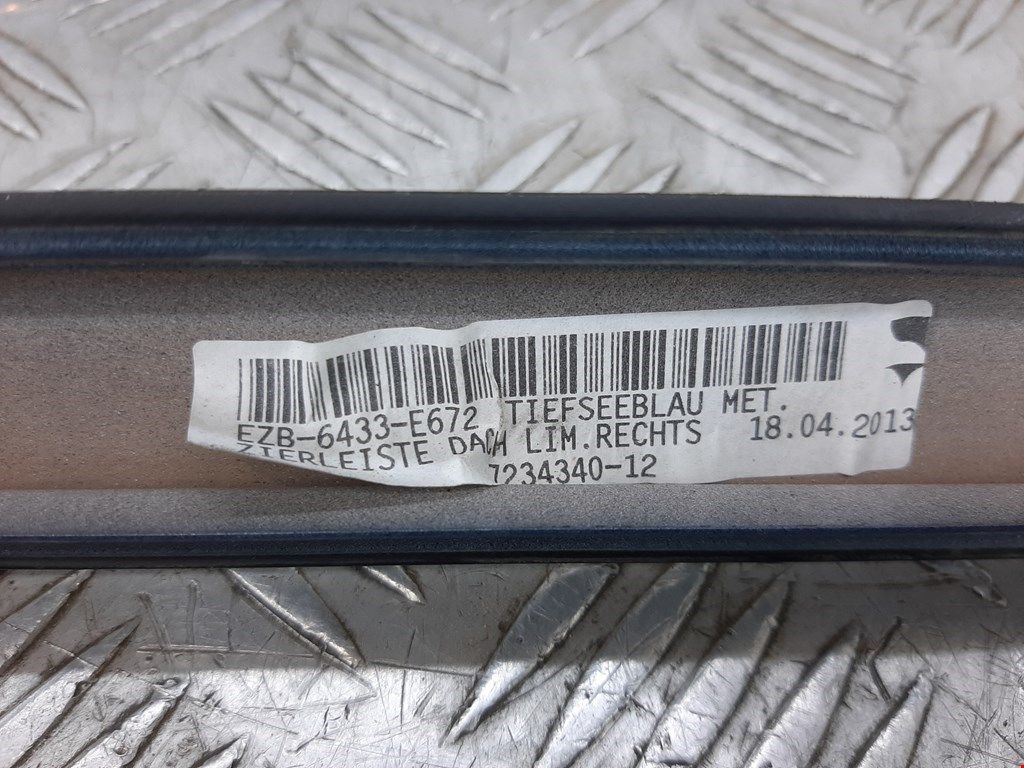 EZB-6433-E672 TIEFSEEBLAU MET.
ZIERLEISTE DACH LIM.RECHTS 18.04.2013
7234340-12